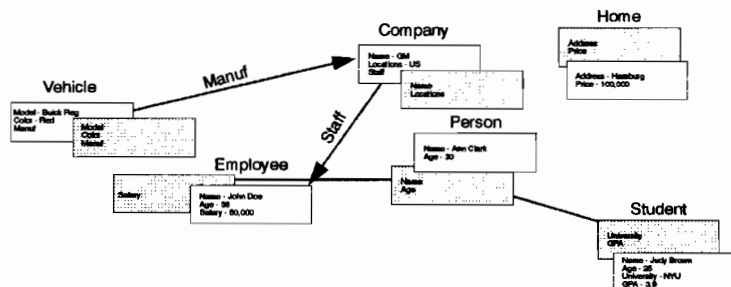 Home
Company
Address
Price
Name - GM
Locations - US
Staff
Address - Hamburg
Price - 100,000
Manuf
Name
Locations
Vehicle
Model - Buick Reg
Color - Red
Manuf
Model
Color
Manuf
Staff
Person
Name - Ann Clark
Age - 30
Employee
Salary
Name
Age
Name - John Doe
Age - 36
Salary - 50,000
Student
University
GPA
Name - Judy Brown
Age - 25
University - NYU
GPA - 3.9